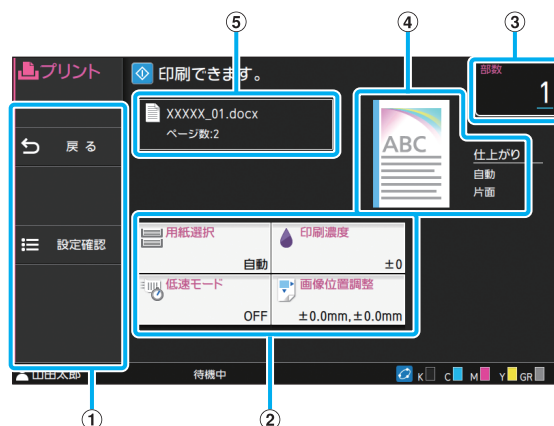 ⑤
④
③
プリント
印刷できます。
部数
1
XXXXX_01.docx
ページ数:2
ABC
仕上がり
自動
片面
戻る
設定確認
用紙選択
自動
印刷濃度
±0
低速モード
OFF
画像位置調整
±0.0mm,±0.0mm
山田太郎
待機中
K C M Y GR
①
②